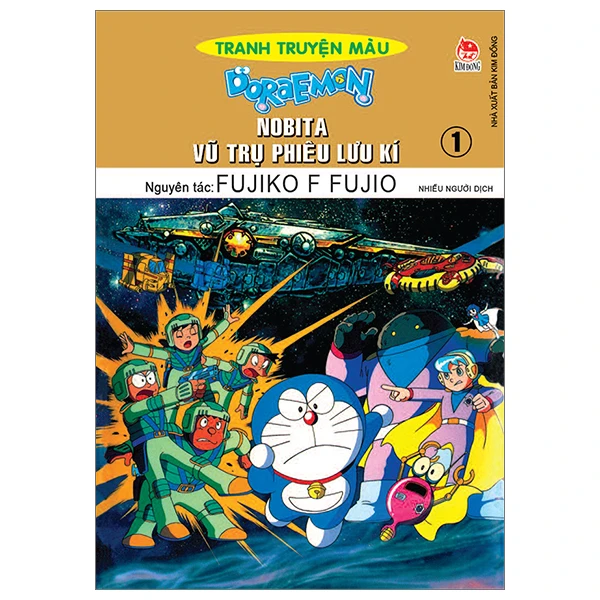 TRANH TRUYỆN MÀU
KIM ĐỒNG
DORAEMON
NOBITA
VŨ TRỤ PHIÊU LƯU KÍ
1
NHÀ XUẤT BẢN KIM ĐỒNG
Nguyên tác: FUJIKO F FUJIO
NHIỀU NGƯỜI DỊCH